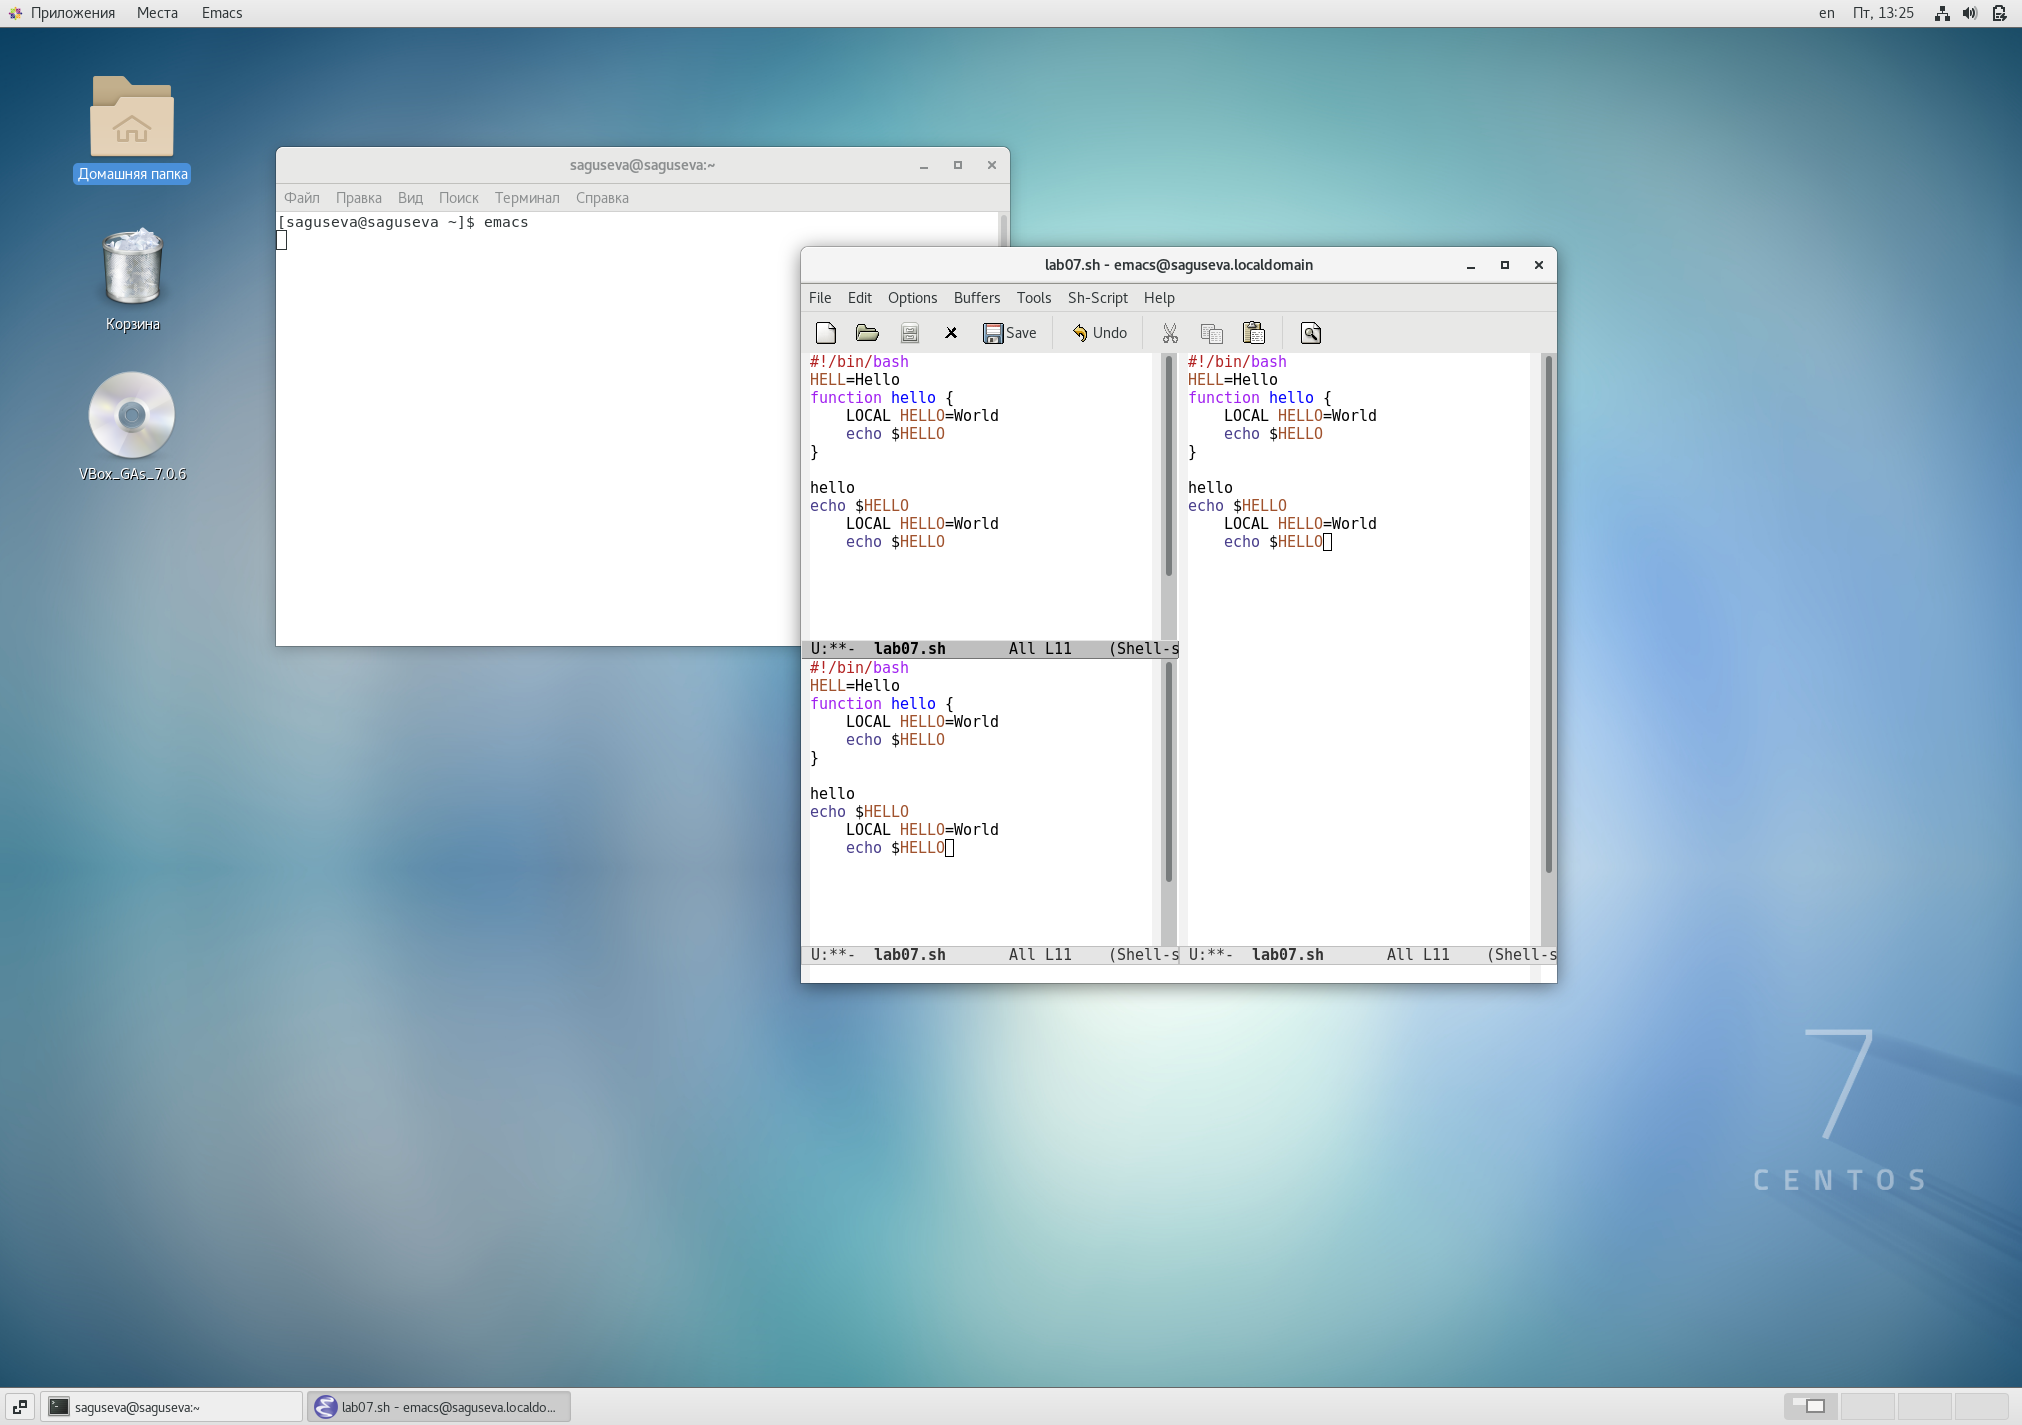 Приложения Места Emacs en Пт, 13:25
Домашняя папка
Корзина
VBox_GAs_7.0.6
saguseva@saguseva:~
Файл Правка Вид Поиск Терминал Справка
[saguseva@saguseva ~]$ emacs
lab07.sh - emacs@saguseva.localdomain
File Edit Options Buffers Tools Sh-Script Help
Save Undo
#!/bin/bash
HELL=Hello
function hello {
    LOCAL HELLO=World
    echo $HELLO
}
hello
echo $HELLO
    LOCAL HELLO=World
    echo $HELLO
U:**- lab07.sh All L11 (Shell-s
#!/bin/bash
HELL=Hello
function hello {
    LOCAL HELLO=World
    echo $HELLO
}
hello
echo $HELLO
    LOCAL HELLO=World
    echo $HELLO
U:**- lab07.sh All L11 (Shell-s
#!/bin/bash
HELL=Hello
function hello {
    LOCAL HELLO=World
    echo $HELLO
}
hello
echo $HELLO
    LOCAL HELLO=World
    echo $HELLO
U:**- lab07.sh All L11 (Shell-s
7
CENTOS
saguseva@saguseva:~ lab07.sh - emacs@saguseva.localdo...